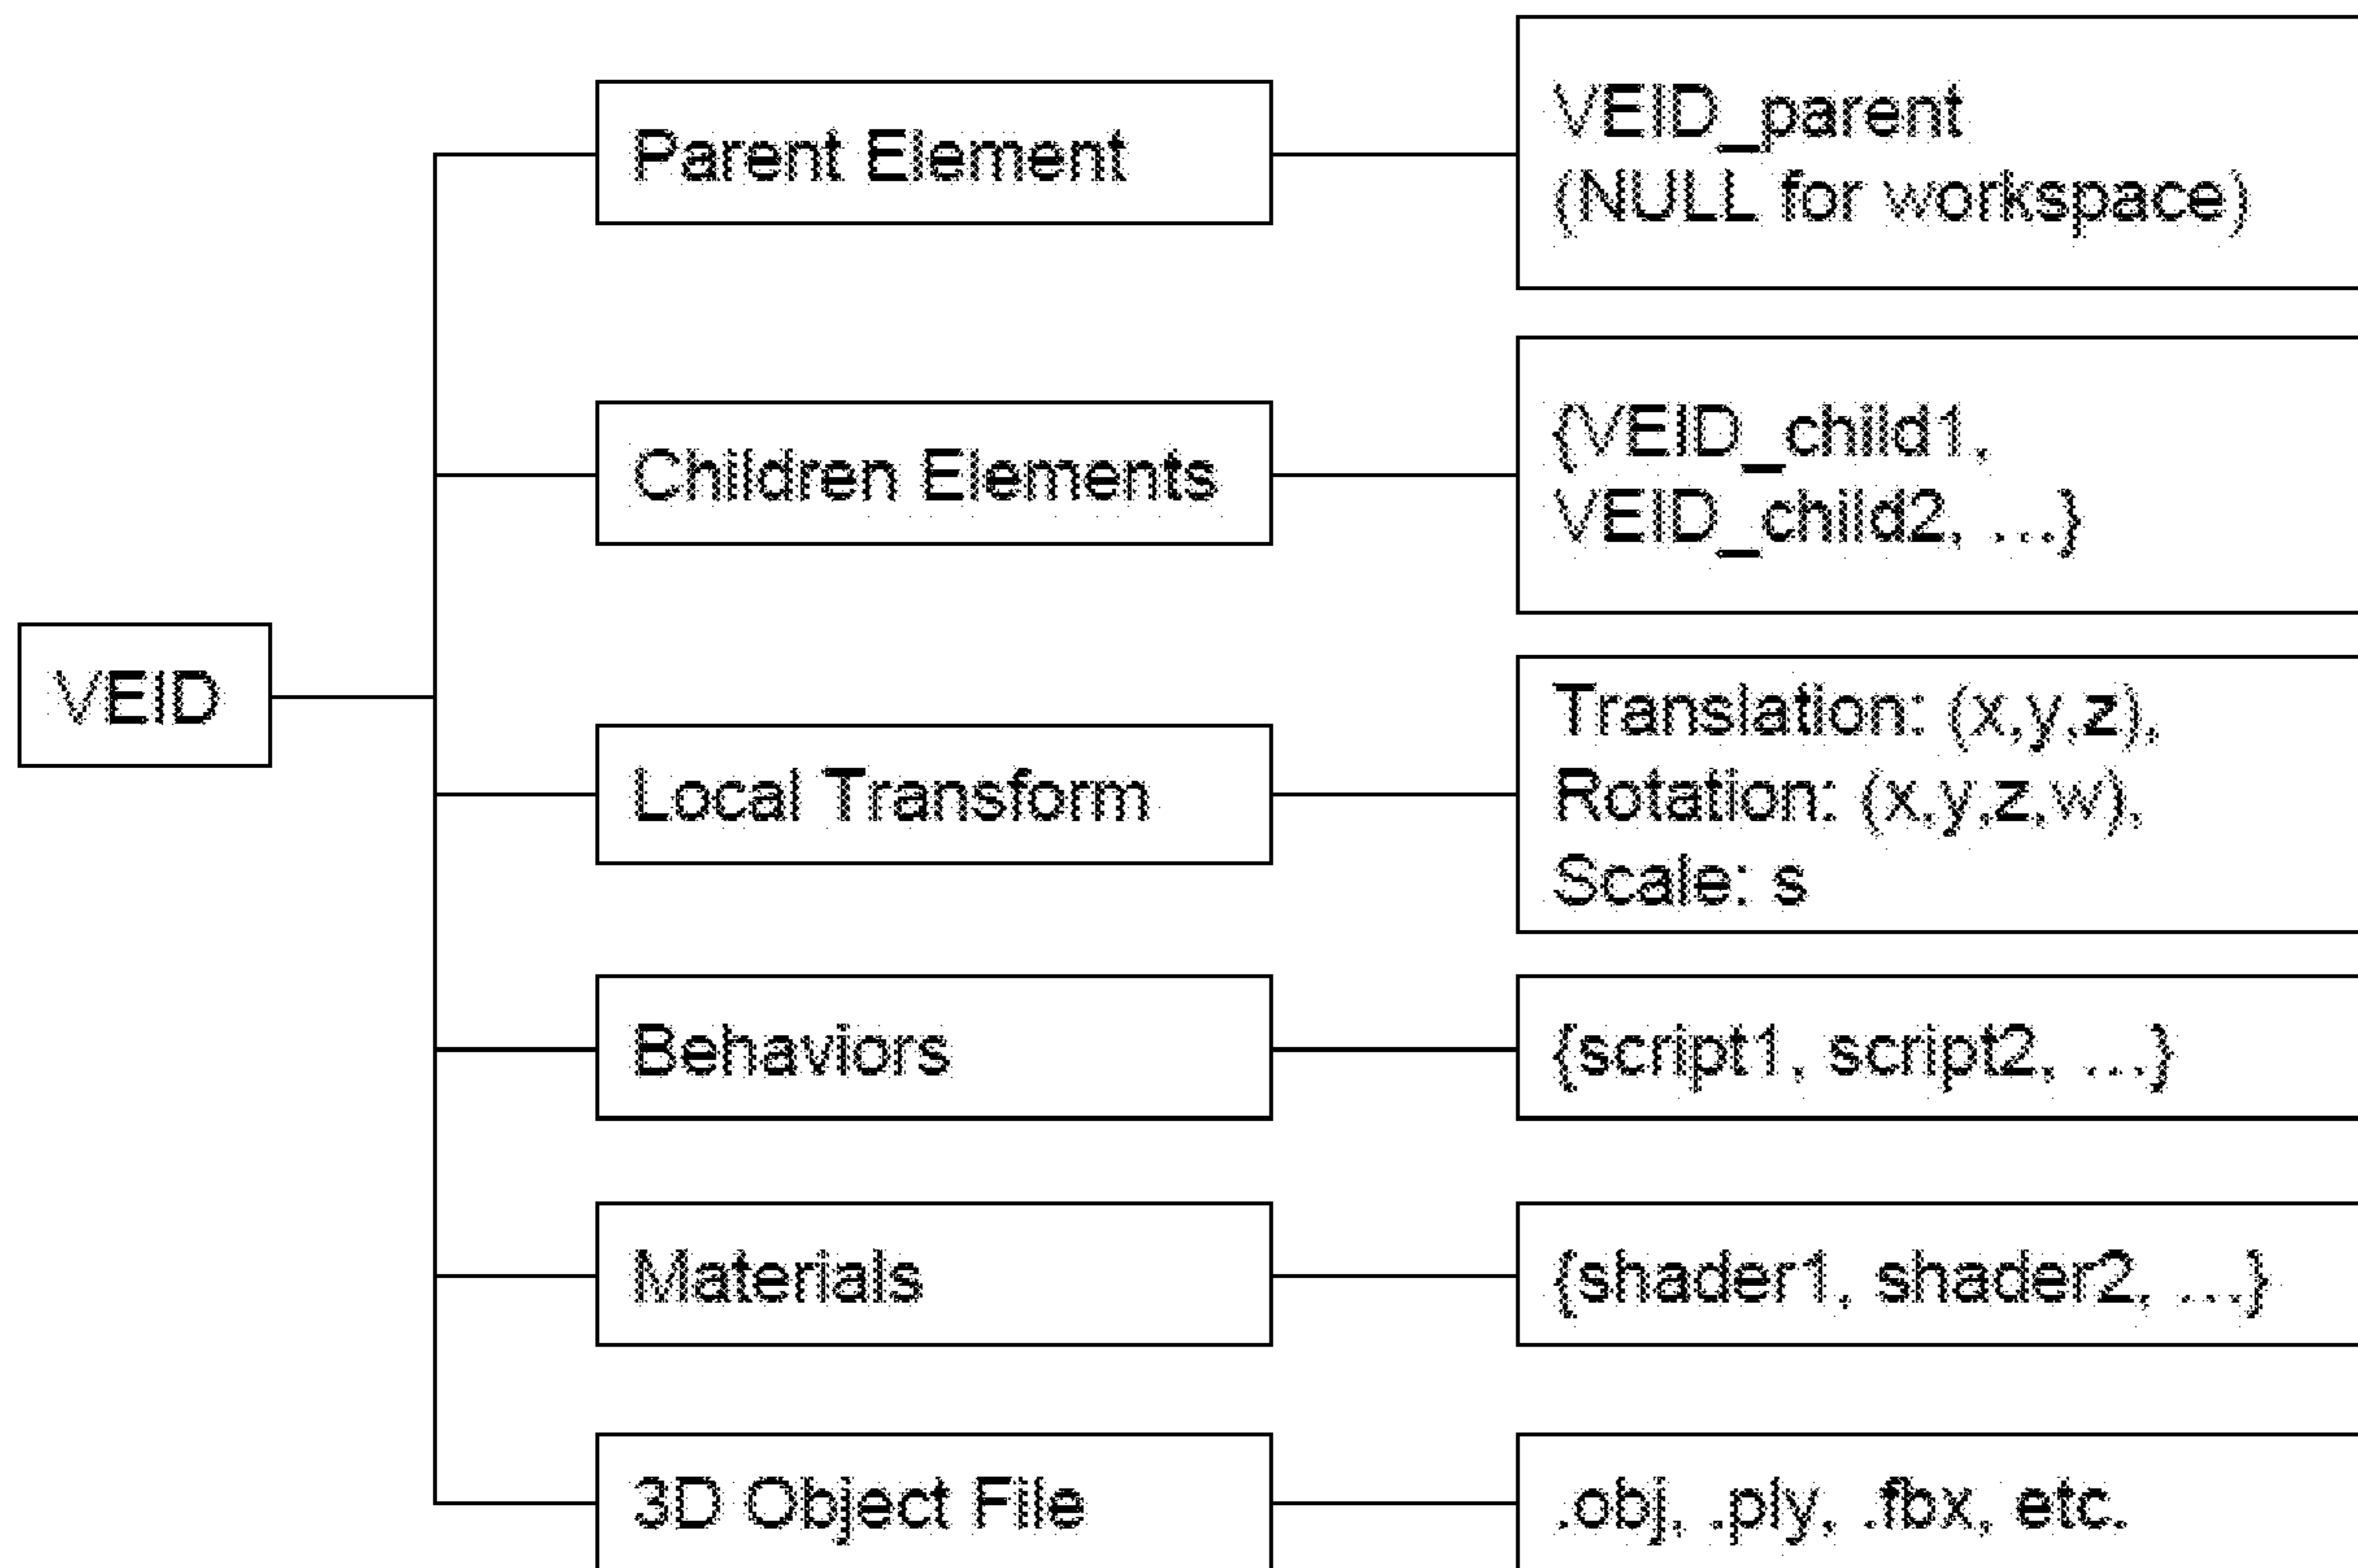 Parent Element
VEID_parent
(NULL for workspace)
Children Elements
{VEID_child1,
VEID_child2, ...}
VEID
Local Transform
Translation: (x,y,z),
Rotation: (x,y,z,w),
Scale: s
Behaviors
{script1, script2, ...}
Materials
{shader1, shader2, ...}
3D Object File
.obj, .ply, .fbx, etc.